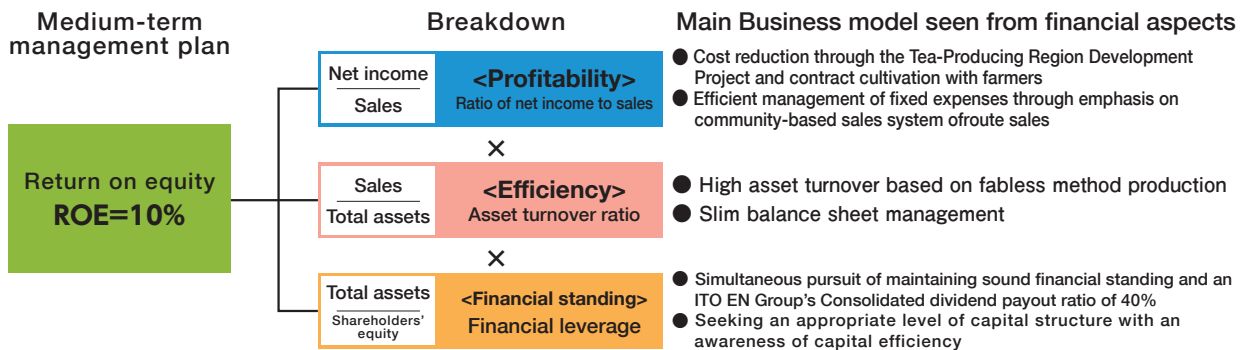 Medium-term
management plan
Breakdown
Main Business model seen from financial aspects
Return on equity
ROE=10%
Net income
Sales
<Profitability>
Ratio of net income to sales
● Cost reduction through the Tea-Producing Region Development
Project and contract cultivation with farmers
● Efficient management of fixed expenses through emphasis on
community-based sales system ofroute sales
×
Sales
Total assets
<Efficiency>
Asset turnover ratio
● High asset turnover based on fabless method production
● Slim balance sheet management
×
Total assets
Shareholders'
equity
<Financial standing>
Financial leverage
● Simultaneous pursuit of maintaining sound financial standing and an
ITO EN Group's Consolidated dividend payout ratio of 40%
● Seeking an appropriate level of capital structure with an
awareness of capital efficiency